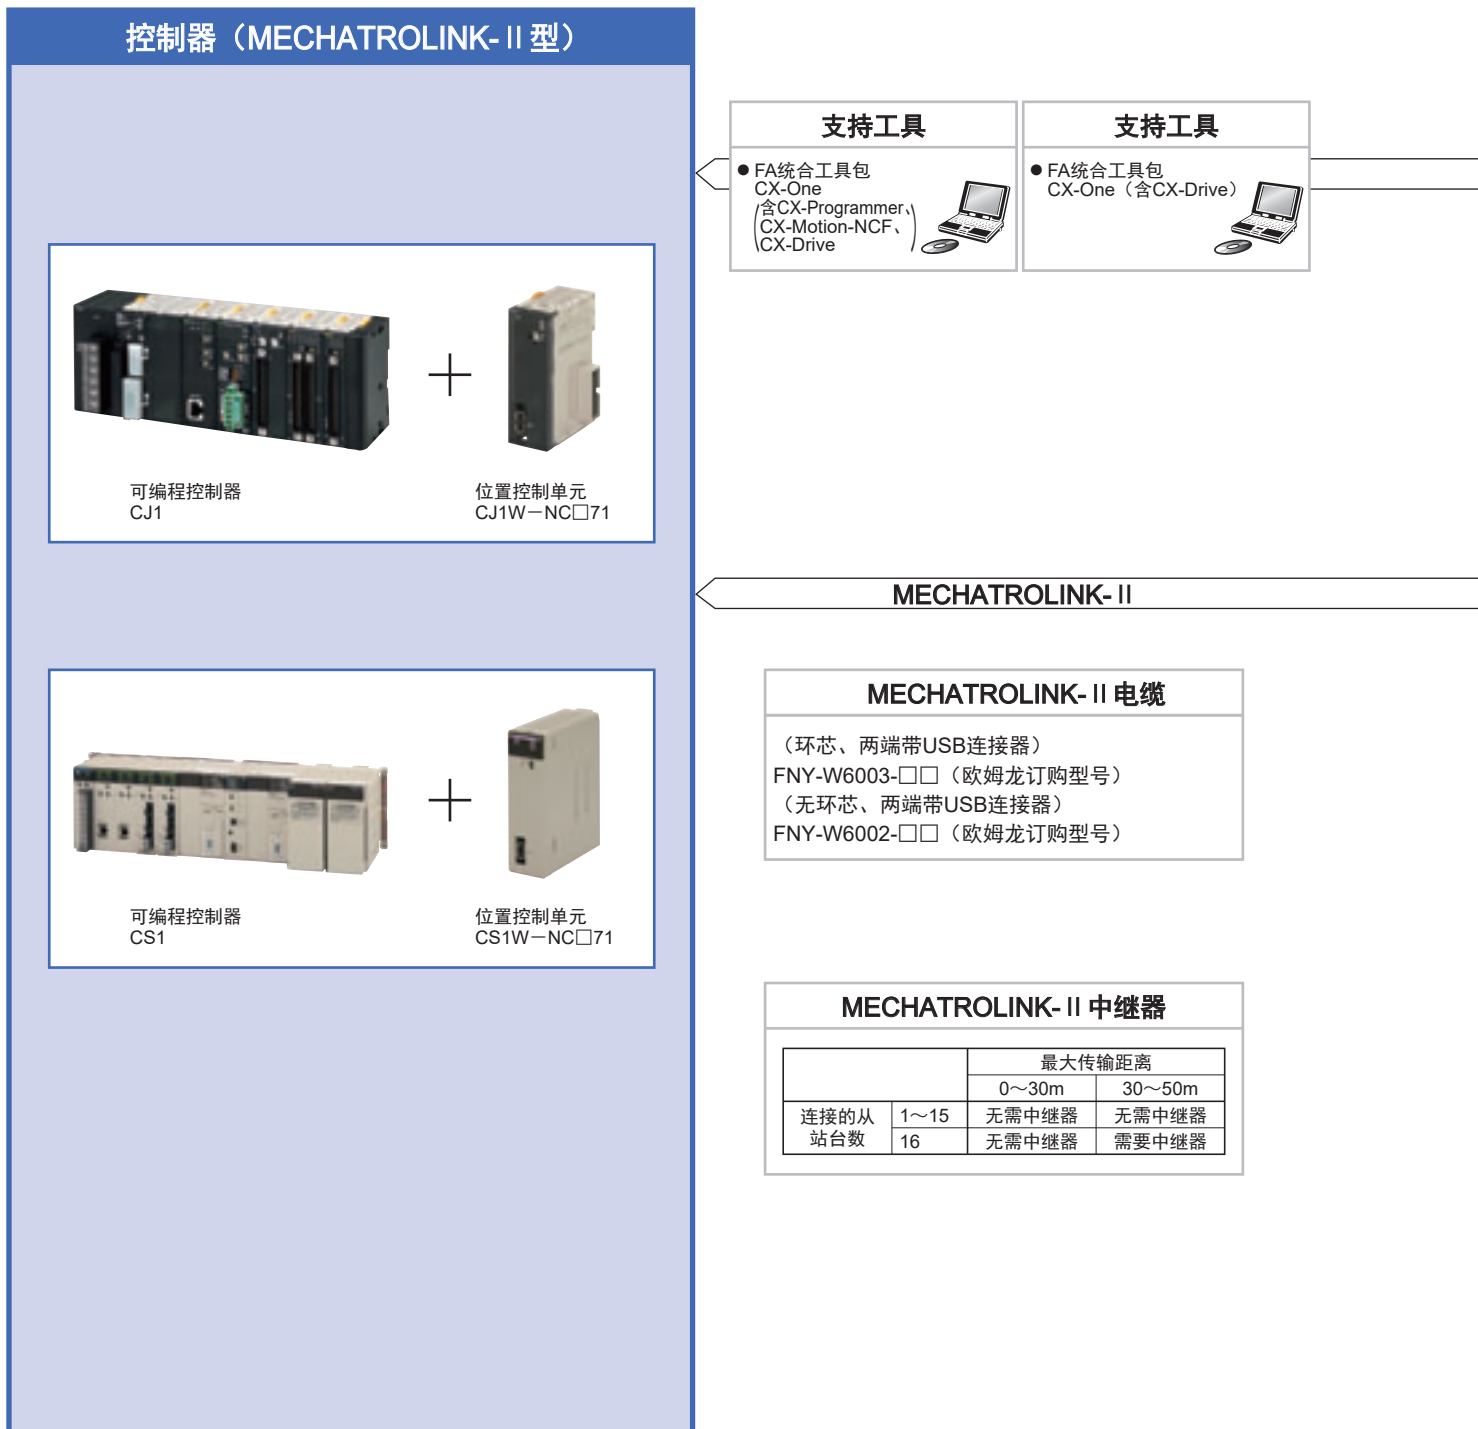 控制器（MECHATROLINK-Ⅱ型）
支持工具
● FA统合工具包
CX-One
（含CX-Programmer、
CX-Motion-NCF、
CX-Drive）
支持工具
● FA统合工具包
CX-One（含CX-Drive）
可编程控制器
CJ1
＋
位置控制单元
CJ1W－NC□71
MECHATROLINK-Ⅱ
可编程控制器
CS1
＋
位置控制单元
CS1W－NC□71
MECHATROLINK-Ⅱ电缆
（环芯、两端带USB连接器）
FNY-W6003-□□（欧姆龙订购型号）
（无环芯、两端带USB连接器）
FNY-W6002-□□（欧姆龙订购型号）
MECHATROLINK-Ⅱ中继器
最大传输距离
0～30m 30～50m
连接的从站台数
1～15 无需中继器 无需中继器
16 无需中继器 需要中继器